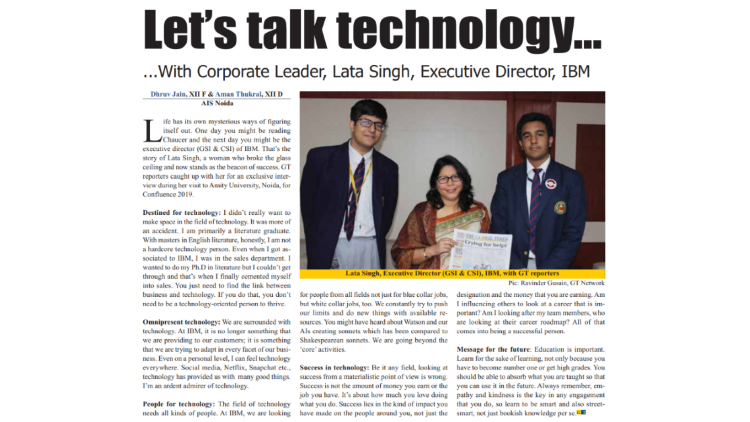 Let's talk technology...
...With Corporate Leader, Lata Singh, Executive Director, IBM
Dhruv Jain, XII F & Aman Thukral, XII D
AIS Noida
Life has its own mysterious ways of figuring
itself out. One day you might be reading
Chaucer and the next day you might be the
executive director (GSI & CSI) of IBM. That's the
story of Lata Singh, a woman who broke the glass
ceiling and now stands as the beacon of success. GT
reporters caught up with her for an exclusive inter-
view during her visit to Amity University, Noida, for
Confluence 2019.
Destined for technology: I didn't really want to
make space in the field of technology. It was more of
an accident. I am primarily a literature graduate.
With masters in English literature, honestly, I am not
a hardcore technology person. Even when I got as-
sociated to IBM, I was in the sales department. I
wanted to do my Ph.D in literature but I couldn't get
through and that's when I finally cemented myself
into sales. You just need to find the link between
business and technology. If you do that, you don't
need to be a technology-oriented person to thrive.
Omnipresent technology: We are surrounded with
technology. At IBM, it is no longer something that
we are providing to our customers; it is something
that we are trying to adapt in every facet of our busi-
ness. Even on a personal level, I can feel technology
everywhere. Social media, Netflix, Snapchat etc.,
technology has provided us with many good things.
I'm an ardent admirer of technology.
People for technology: The field of technology
needs all kinds of people. At IBM, we are looking
Crying for help!
Lata Singh, Executive Director (GSI & CSI), IBM, with GT reporters
Pic: Ravinder Gusain, GT Network
for people from all fields not just for blue collar jobs,
but white collar jobs, too. We constantly try to push
our limits and do new things with available re-
sources. You might have heard about Watson and our
AIs creating sonnets which has been compared to
Shakespearean sonnets. We are going beyond the
'core' activities.
Success in technology: Be it any field, looking at
success from a materialistic point of view is wrong.
Success is not the amount of money you earn or the
job you have. It's about how much you love doing
what you do. Success lies in the kind of impact you
have made on the people around you, not just the
designation and the money that you are earning. Am
I influencing others to look at a career that is im-
portant? Am I looking after my team members, who
are looking at their career roadmap? All of that
comes into being a successful person.
Message for the future: Education is important.
Learn for the sake of learning, not only because you
have to become number one or get high grades. You
should be able to absorb what you are taught so that
you can use it in the future. Always remember, em-
pathy and kindness is the key in any engagement
that you do, so learn to be smart and also street-
smart, not just bookish knowledge per se.